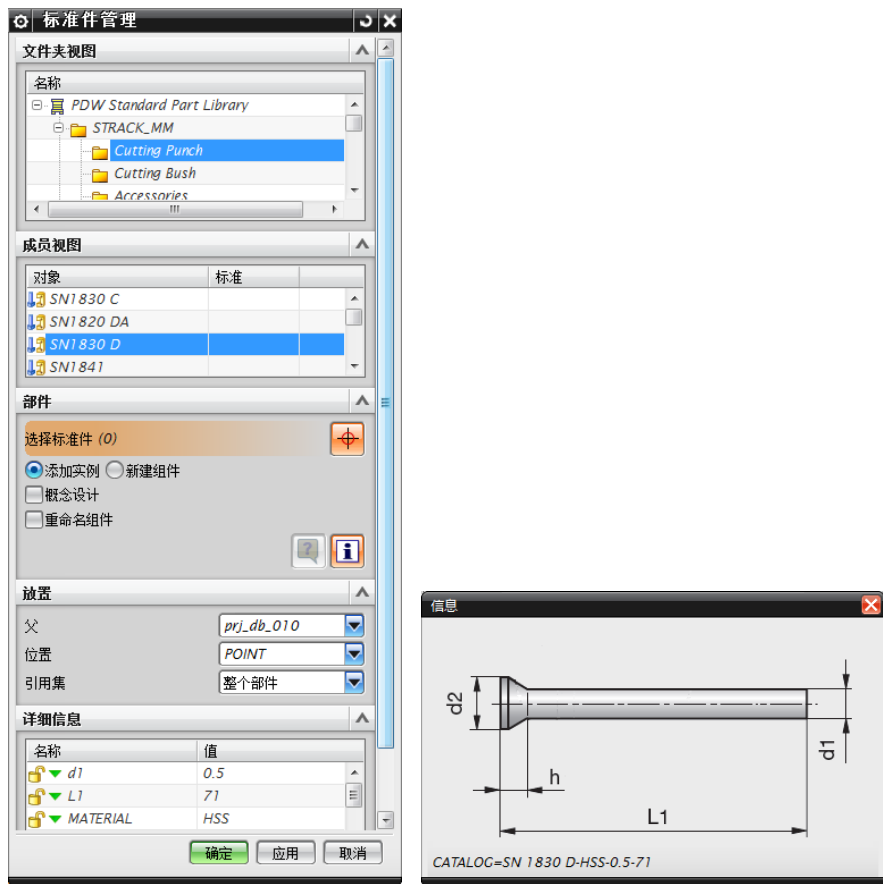 标准件管理
文件夹视图
名称
PDW Standard Part Library
STRACK_MM
Cutting Punch
Cutting Bush
Accessories
成员视图
对象 标准
SN1830 C
SN1820 DA
SN1830 D
SN1841
部件
选择标准件 (0)
添加实例 新建组件
概念设计
重命名组件
放置
父 prj_db_010
位置 POINT
引用集 整个部件
详细信息
名称 值
d1 0.5
L1 71
MATERIAL HSS
确定 应用 取消
信息
d2
d1
h
L1
CATALOG=SN 1830 D-HSS-0.5-71